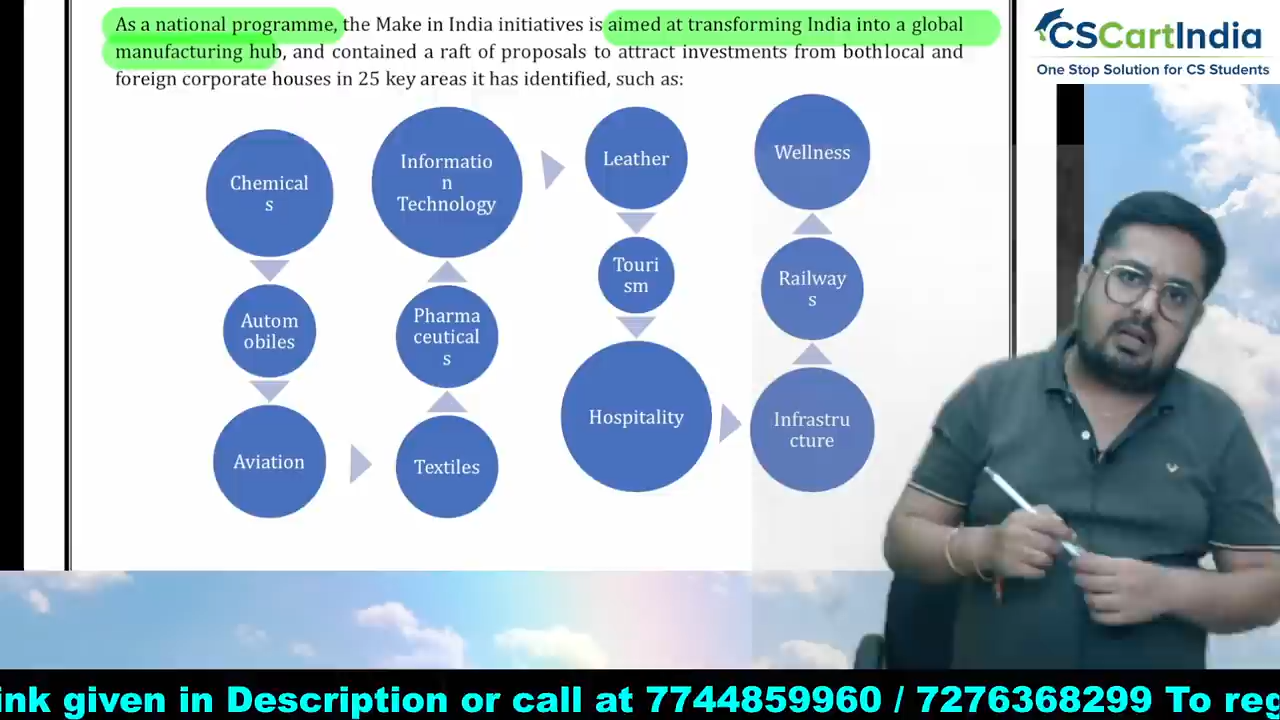 As a national programme, the Make in India initiatives is aimed at transforming India into a global
manufacturing hub, and contained a raft of proposals to attract investments from bothlocal and
foreign corporate houses in 25 key areas it has identified, such as:
CSCartIndia
One Stop Solution for CS Students
Chemical
s
Autom
obiles
Aviation
Textiles
Pharma
ceutical
s
Informatio
n
Technology
Leather
Touri
sm
Hospitality
Infrastru
cture
Railway
s
Wellness
ink given in Description or call at 7744859960 / 7276368299 To reg